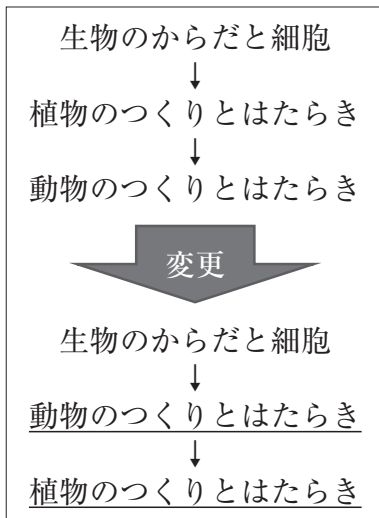 生物のからだと細胞
↓
植物のつくりとはたらき
↓
動物のつくりとはたらき
変更
生物のからだと細胞
↓
動物のつくりとはたらき
↓
植物のつくりとはたらき